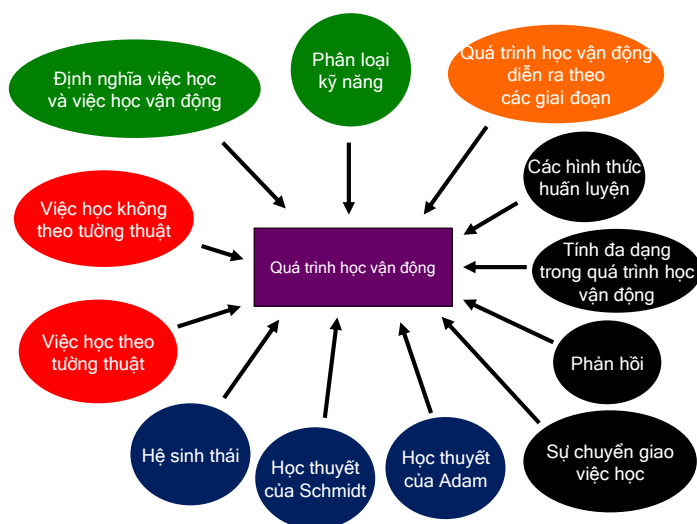 Định nghĩa việc học
và việc học vận động
Phân loại
kỹ năng
Quá trình học vận động
diễn ra theo
các giai đoạn
Các hình thức
huấn luyện
Việc học không
theo tường thuật
Quá trình học vận động
Tính đa dạng
trong quá trình học
vận động
Việc học theo
tường thuật
Phản hồi
Hệ sinh thái
Học thuyết
của Schmidt
Học thuyết
của Adam
Sự chuyển giao
việc học